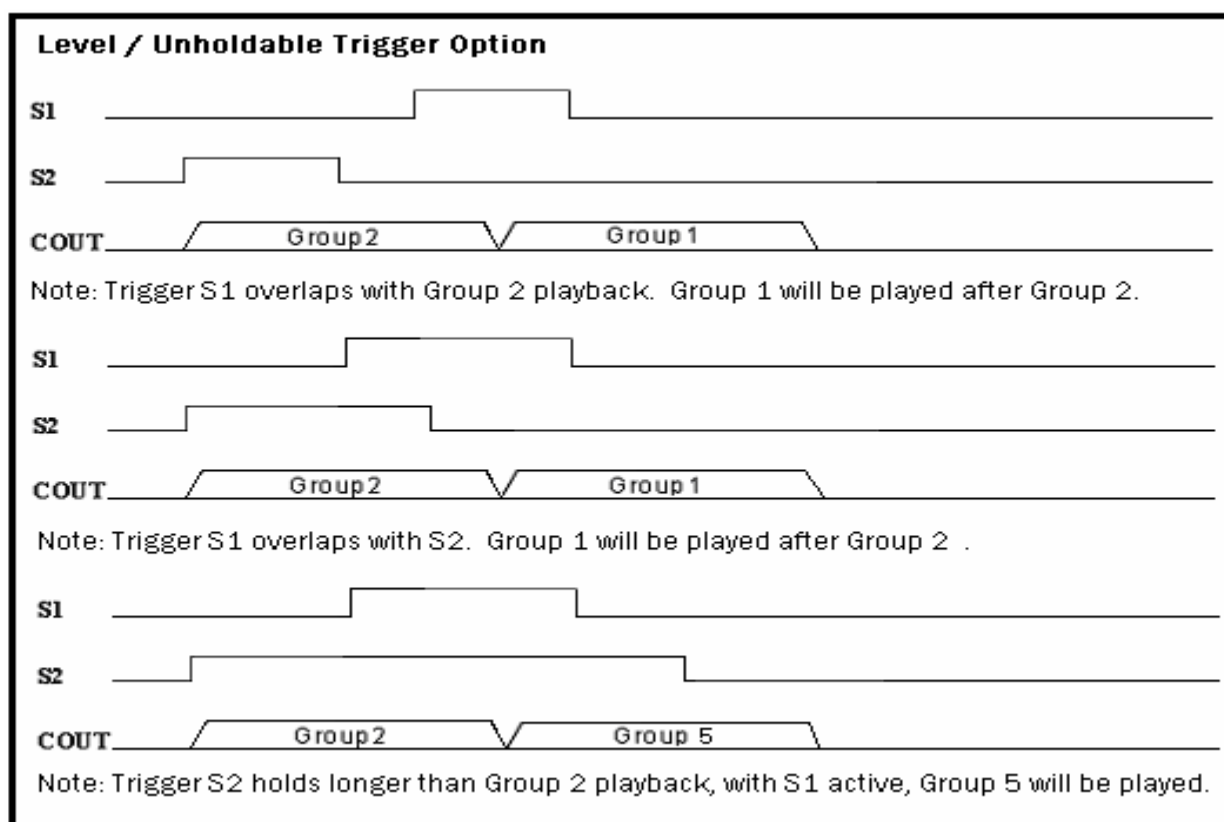 Level / Unholdable Trigger Option
S1
S2
COUT Group2 Group 1
Note: Trigger S1 overlaps with Group 2 playback. Group 1 will be played after Group 2.
S1
S2
COUT Group2 Group 1
Note: Trigger S1 overlaps with S2. Group 1 will be played after Group 2 .
S1
S2
COUT Group2 Group 5
Note: Trigger S2 holds longer than Group 2 playback, with S1 active, Group 5 will be played.